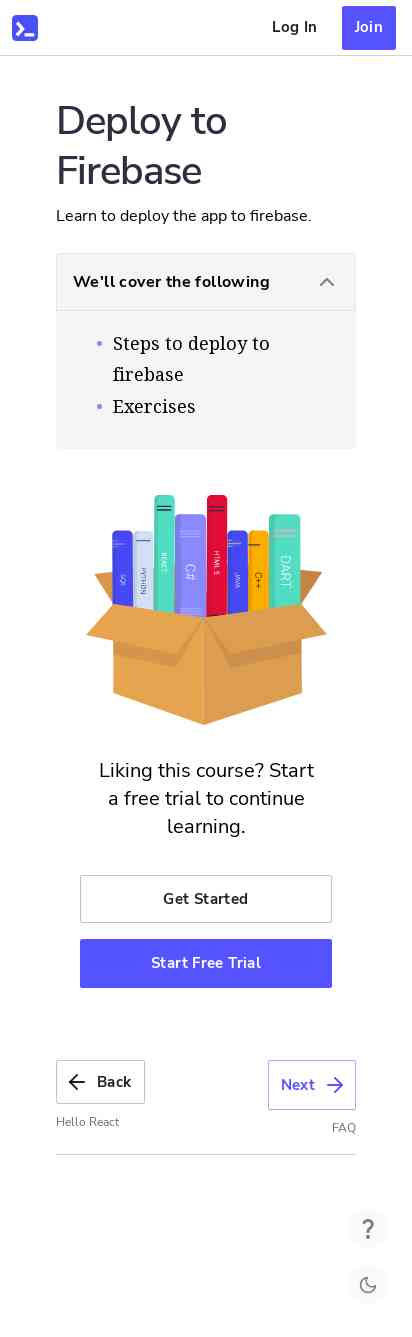 Log In
Join
Deploy to
Firebase
Learn to deploy the app to firebase.
We'll cover the following
Steps to deploy to
firebase
Exercises
SQL
PYTHON
REACT
C#
HTML 5
JAVA
C++
DART
Liking this course? Start
a free trial to continue
learning.
Get Started
Start Free Trial
Back
Next
Hello React
FAQ
?